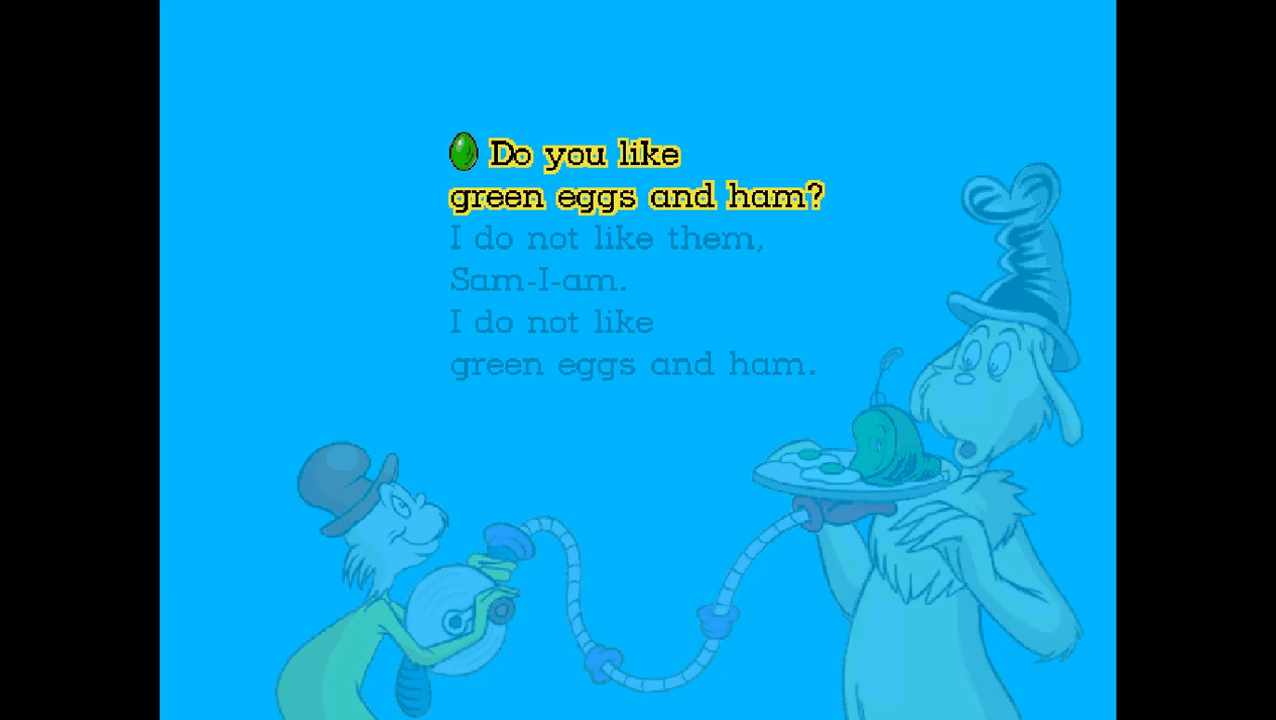 Do you like
green eggs and ham?
I do not like them,
Sam-I-am.
I do not like
green eggs and ham.